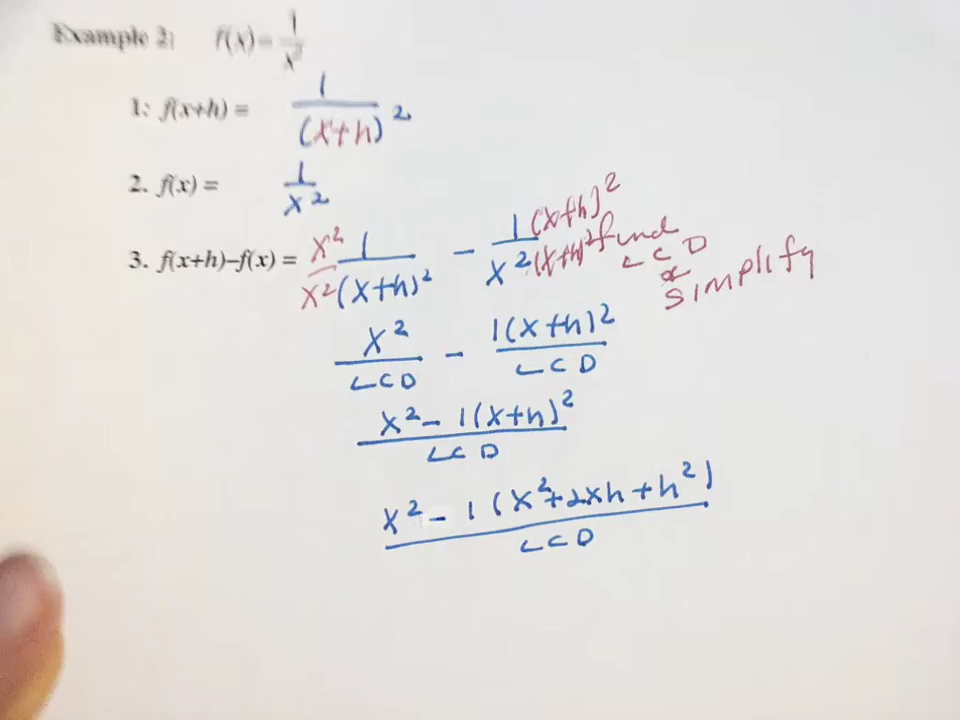 Example 2: f(x) = 1/x²
1: f(x+h) = 1/(x+h)²
2. f(x) = 1/x²
3. f(x+h)–f(x) = x²/x² 1/(x+h)² - 1/x² (x+h)²/(x+h)² find LCD & simplify
x²/LCD - 1(x+h)²/LCD
x² - 1(x+h)²/LCD
x² - 1(x²+2xh+h²)/LCD